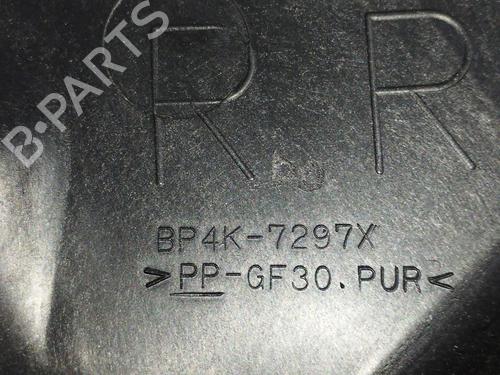 B-PARTS
R R
BP4K-7297X
>PP-GF30.PUR<